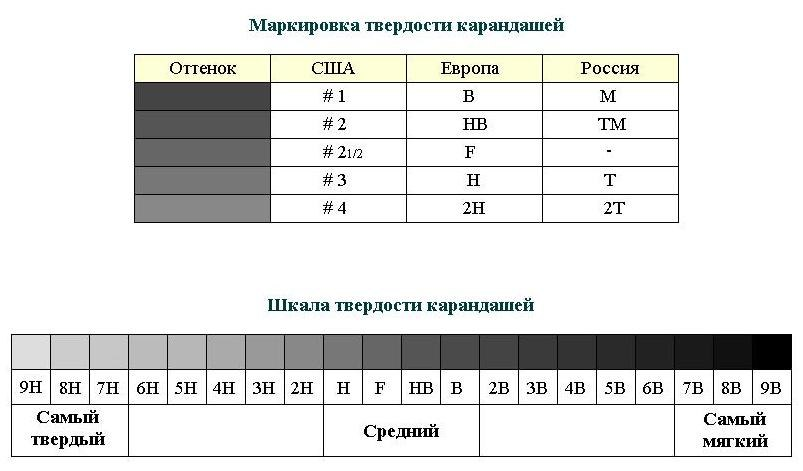 Маркировка твердости карандашей
Оттенок США Европа Россия
# 1 B М
# 2 HB ТМ
# 2 1/2 F -
# 3 H Т
# 4 2H 2Т
Шкала твердости карандашей
9H 8H 7H 6H 5H 4H 3H 2H H F HB B 2B 3B 4B 5B 6B 7B 8B 9B
Самый твердый Средний Самый мягкий